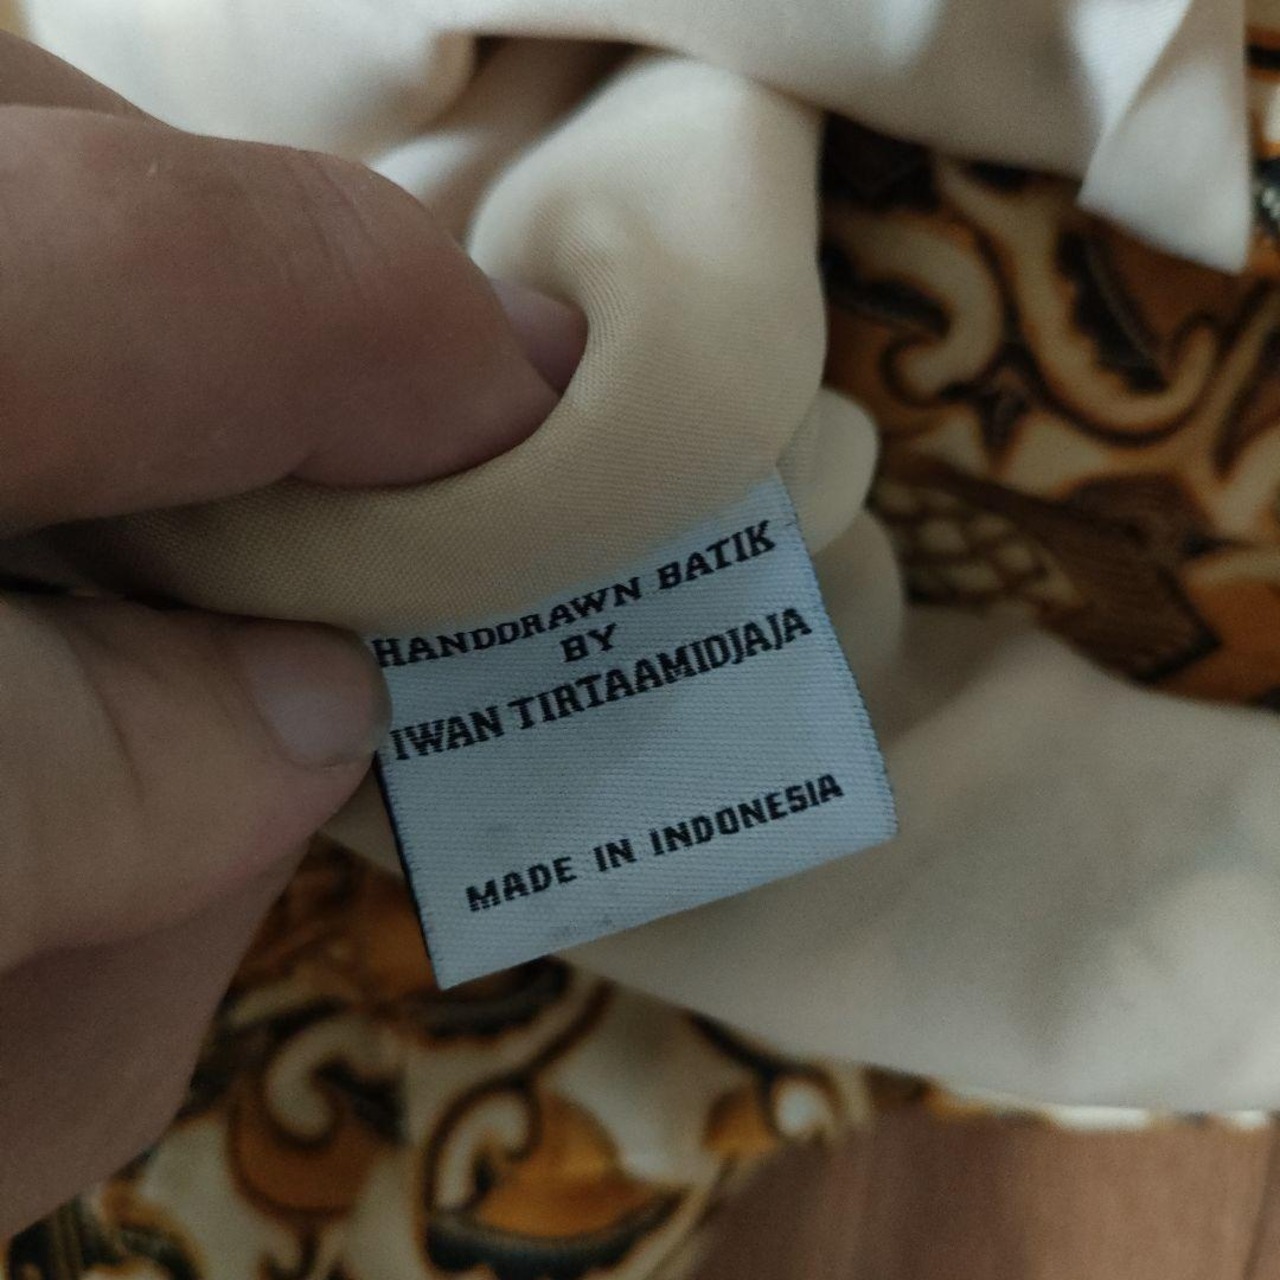 HANDDRAWN BATIK
BY
IWAN TIRTAAMIDJAJA
MADE IN INDONESIA